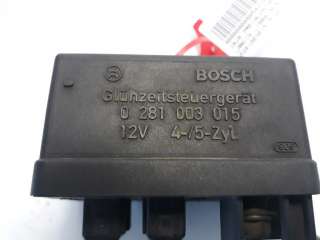 BOSCH
Glühzeitsteuergerät
0 281 003 015
12V 4-/5-Zyl.